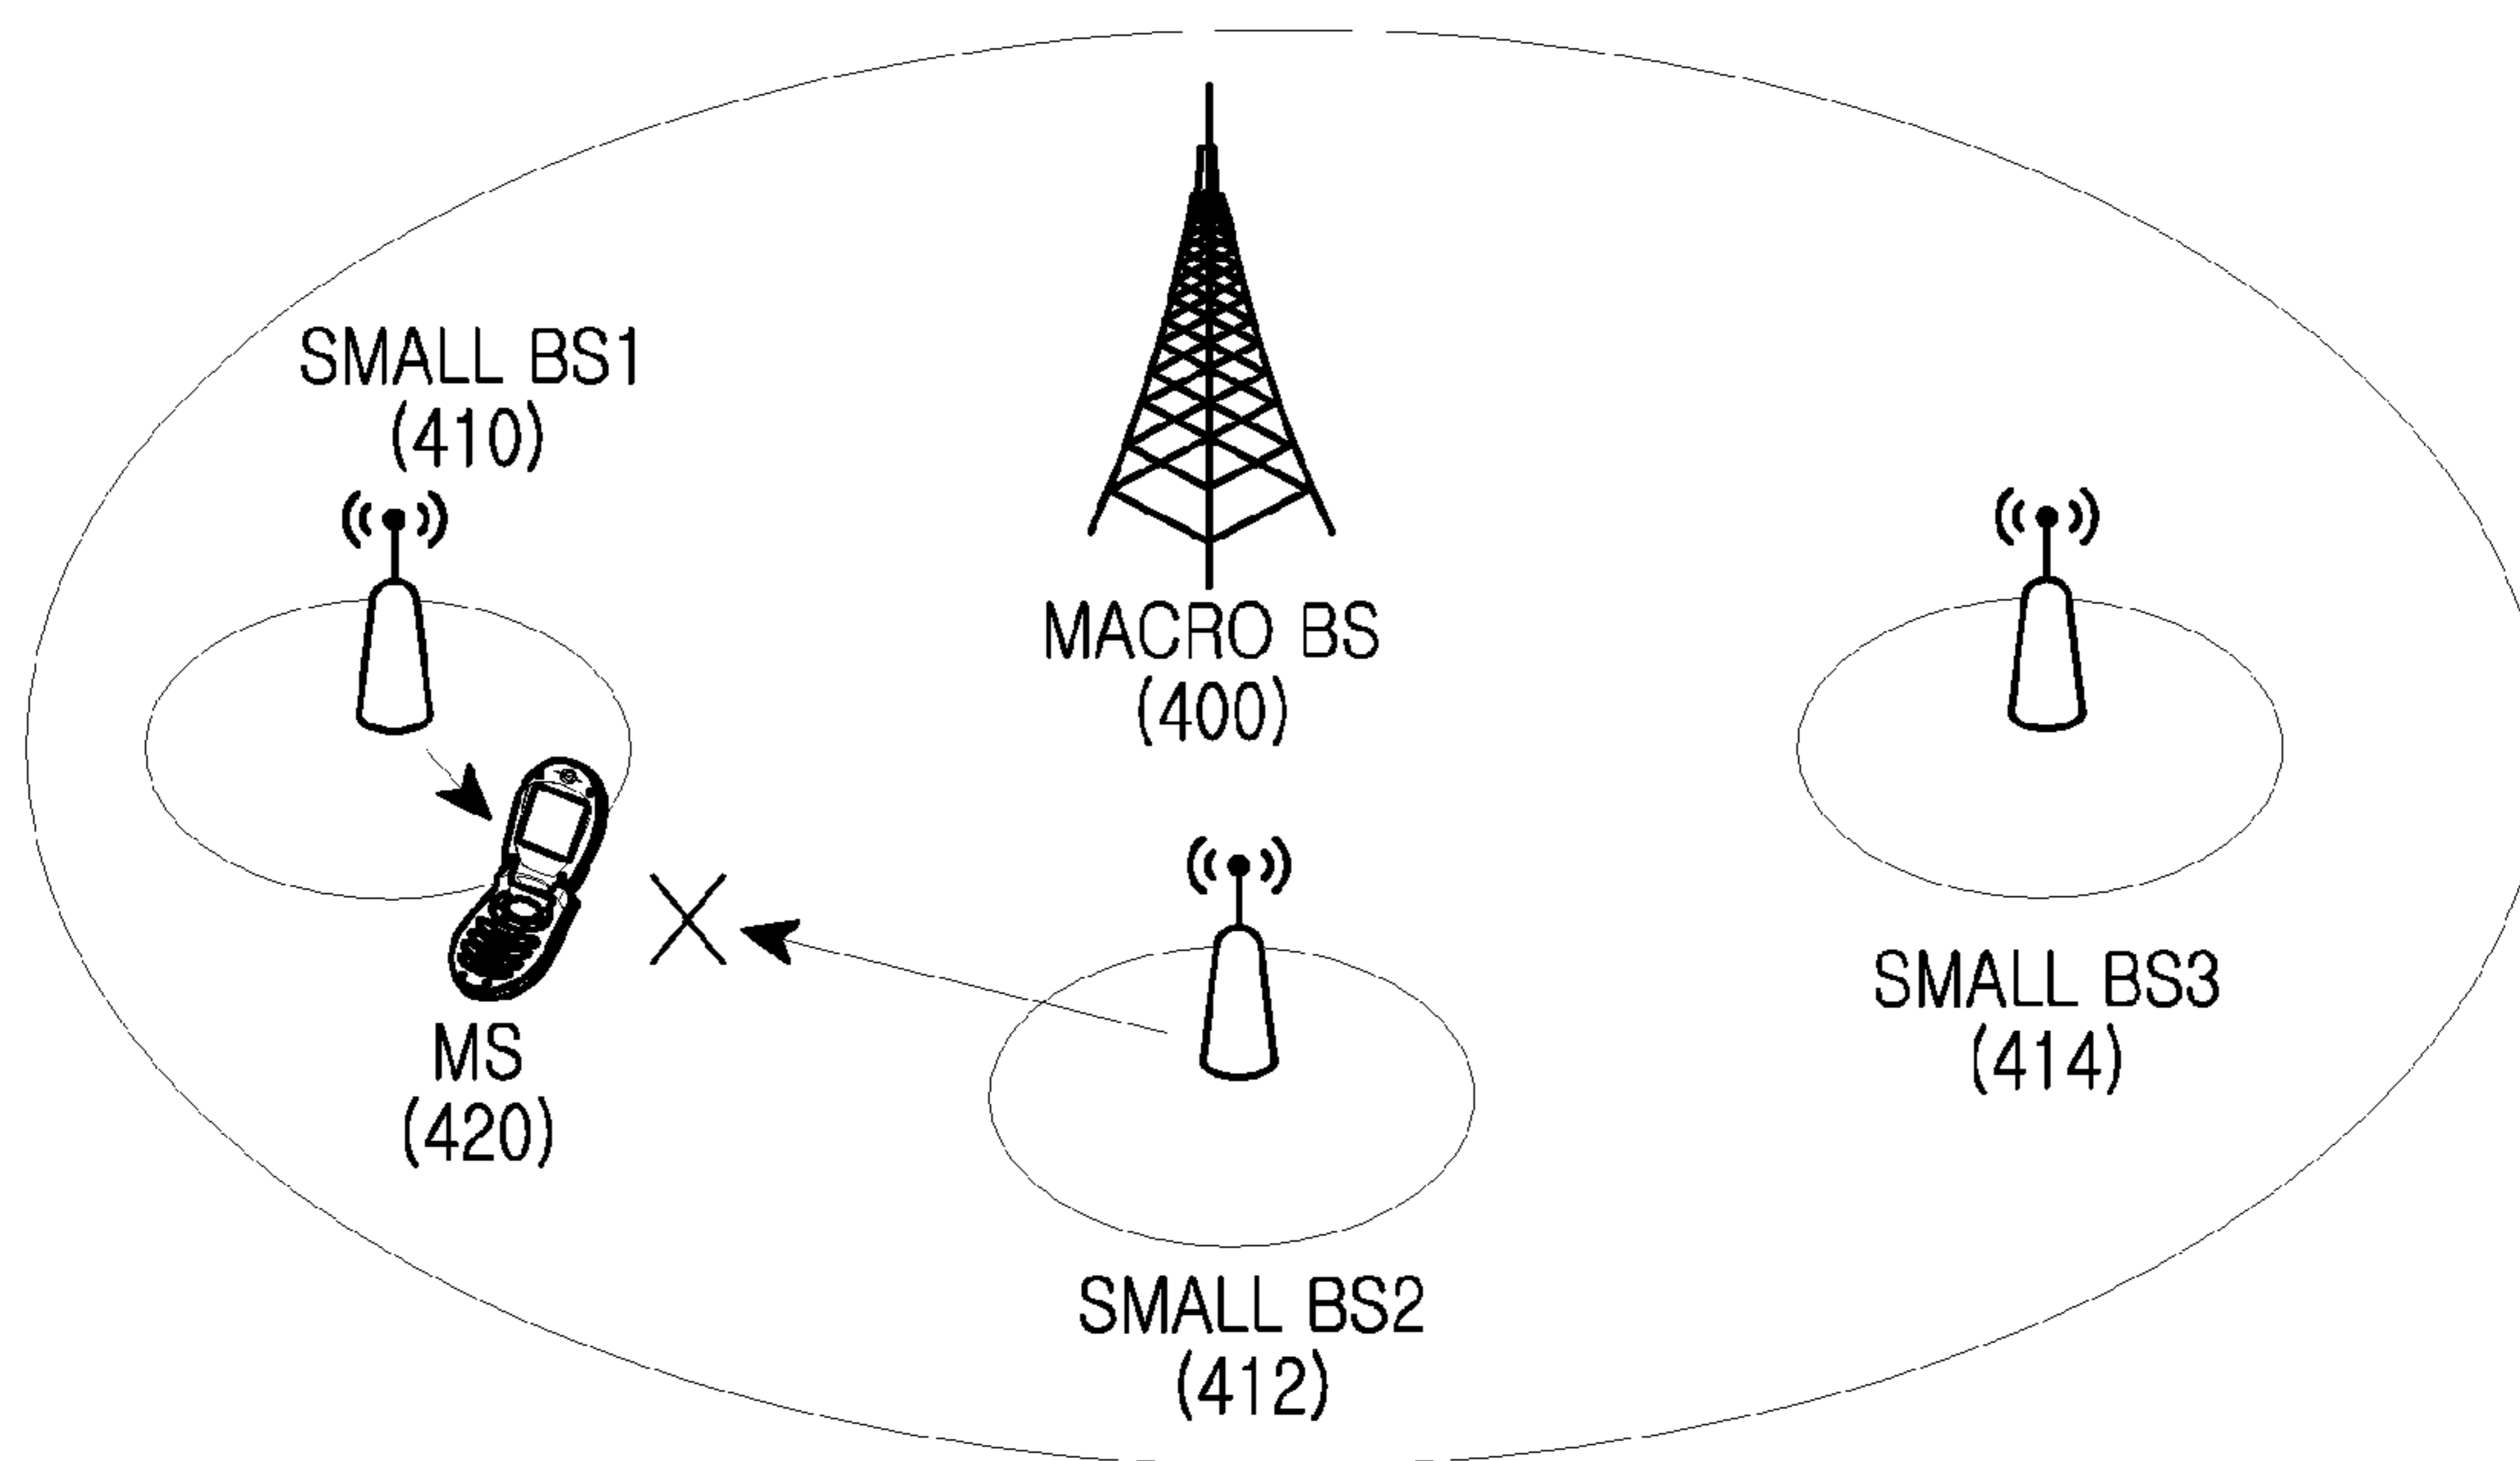 SMALL BS1
(410)
MACRO BS
(400)
SMALL BS3
(414)
MS
(420)
SMALL BS2
(412)